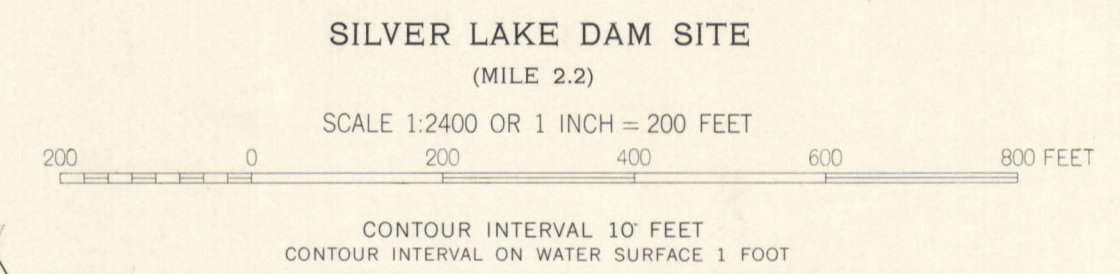 SILVER LAKE DAM SITE
(MILE 2.2)
SCALE 1:2400 OR 1 INCH = 200 FEET
200 0 200 400 600 800 FEET
CONTOUR INTERVAL 10 FEET
CONTOUR INTERVAL ON WATER SURFACE 1 FOOT